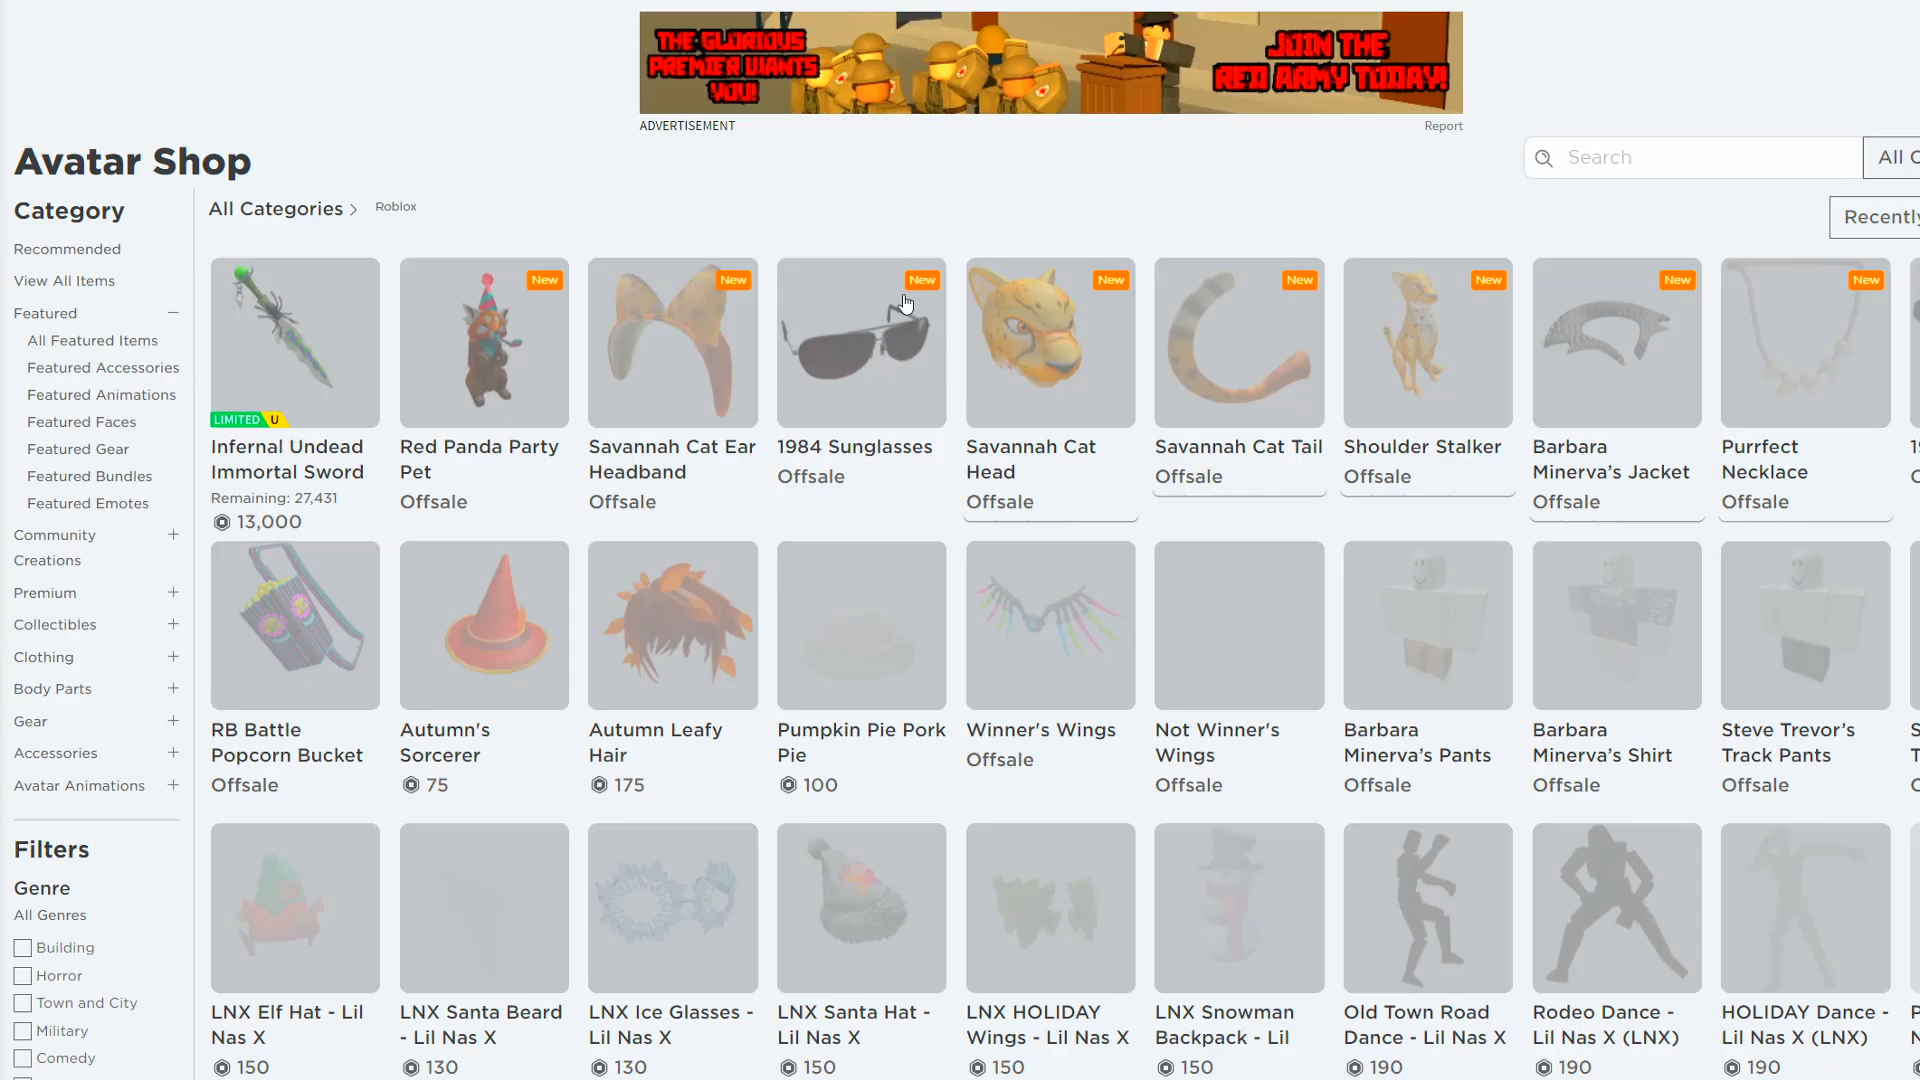 THE GLORIOUS
PREMIER WANTS
YOU!
JOIN THE
RED ARMY TODAY!
ADVERTISEMENT
Report
Avatar Shop
Search
All C
Category
All Categories
Roblox
Recently
Recommended
View All Items
Featured
All Featured Items
Featured Accessories
Featured Animations
Featured Faces
Featured Gear
Featured Bundles
Featured Emotes
Community
Creations
Premium
Collectibles
Clothing
Body Parts
Gear
Accessories
Avatar Animations
Filters
Genre
All Genres
Building
Horror
Town and City
Military
Comedy
LIMITED U
Infernal Undead
Immortal Sword
Remaining: 27,431
13,000
New
Red Panda Party
Pet
Offsale
New
Savannah Cat Ear
Headband
Offsale
New
1984 Sunglasses
Offsale
New
Savannah Cat
Head
Offsale
New
Savannah Cat Tail
Offsale
New
Shoulder Stalker
Offsale
New
Barbara
Minerva’s Jacket
Offsale
New
Purrfect
Necklace
Offsale
RB Battle
Popcorn Bucket
Offsale
Autumn's
Sorcerer
75
Autumn Leafy
Hair
175
Pumpkin Pie Pork
Pie
100
Winner's Wings
Offsale
Not Winner's
Wings
Offsale
Barbara
Minerva’s Pants
Offsale
Barbara
Minerva’s Shirt
Offsale
Steve Trevor’s
Track Pants
Offsale
LNX Elf Hat - Lil
Nas X
150
LNX Santa Beard
- Lil Nas X
130
LNX Ice Glasses -
Lil Nas X
130
LNX Santa Hat -
Lil Nas X
150
LNX HOLIDAY
Wings - Lil Nas X
150
LNX Snowman
Backpack - Lil
150
Old Town Road
Dance - Lil Nas X
190
Rodeo Dance -
Lil Nas X (LNX)
190
HOLIDAY Dance -
Lil Nas X (LNX)
190